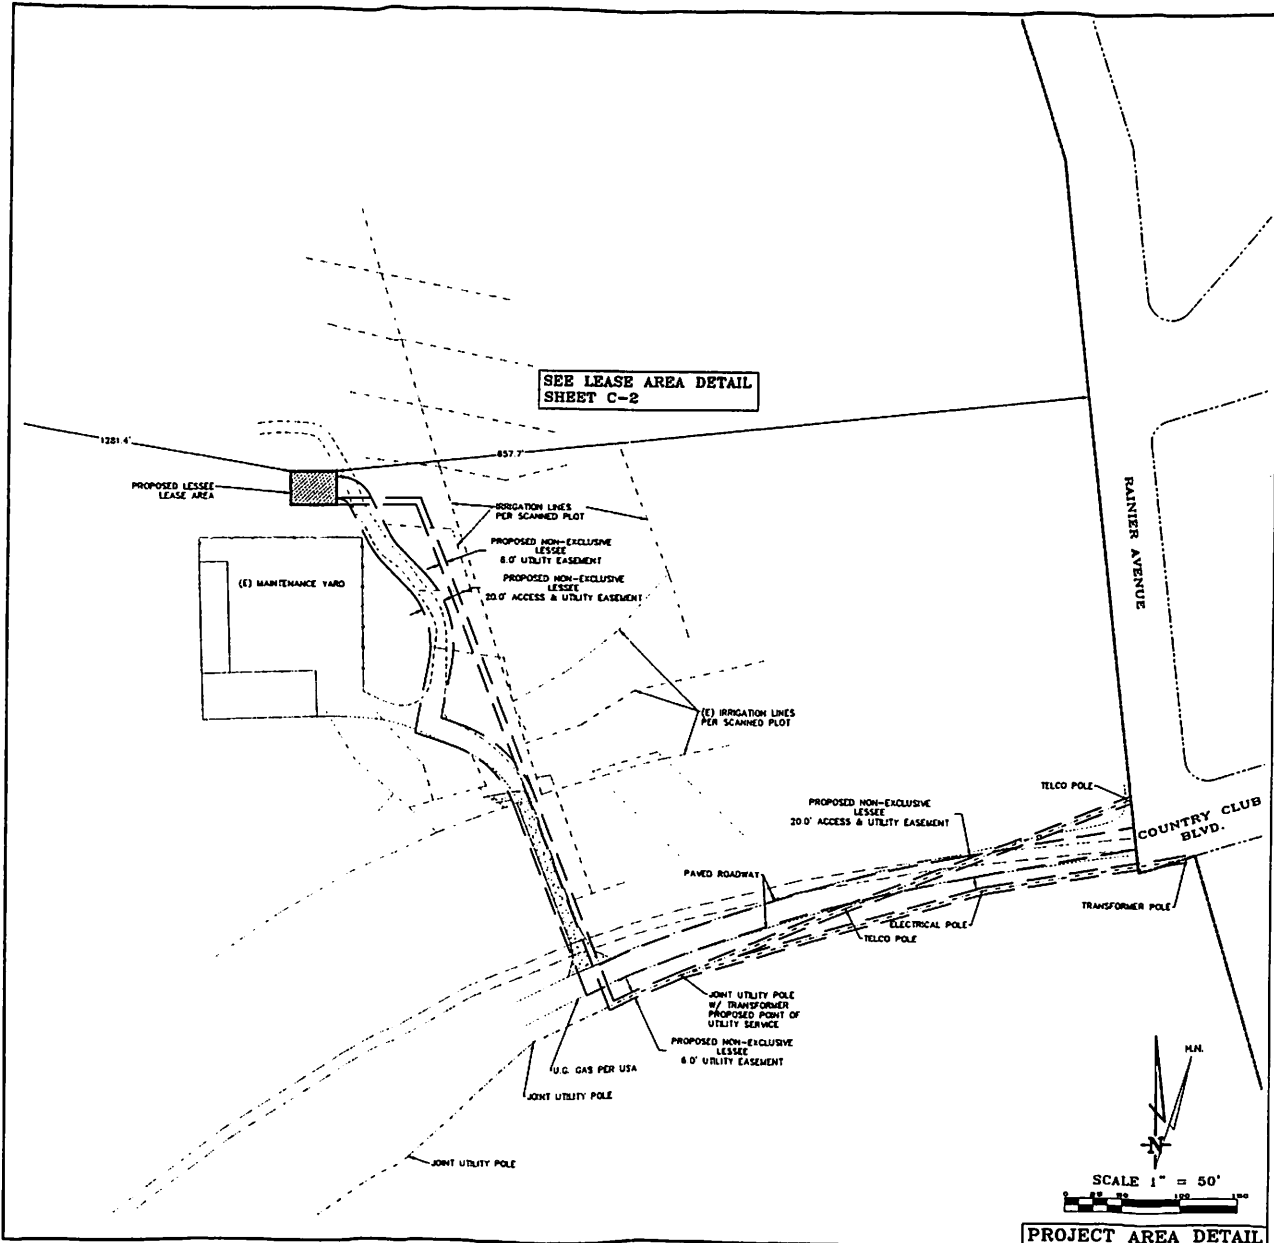 SEE LEASE AREA DETAIL
SHEET C-2
1281.4'
857.7'
PROPOSED LESSEE
LEASE AREA
IRRIGATION LINES
PER SCANNED PLOT
PROPOSED NON-EXCLUSIVE
LESSEE
6.0' UTILITY EASEMENT
PROPOSED NON-EXCLUSIVE
LESSEE
20.0' ACCESS & UTILITY EASEMENT
(E) MAINTENANCE YARD
RAINIER AVENUE
(E) IRRIGATION LINES
PER SCANNED PLOT
TELCO POLE
PROPOSED NON-EXCLUSIVE
LESSEE
20.0' ACCESS & UTILITY EASEMENT
COUNTRY CLUB
BLVD.
PAVED ROADWAY
TRANSFORMER POLE
ELECTRICAL POLE
TELCO POLE
JOINT UTILITY POLE
W/ TRANSFORMER
PROPOSED POINT OF
UTILITY SERVICE
PROPOSED NON-EXCLUSIVE
LESSEE
6.0' UTILITY EASEMENT
U.G. GAS PER USA
JOINT UTILITY POLE
JOINT UTILITY POLE
M.N.
N
SCALE 1" = 50'
0 100 150
PROJECT AREA DETAIL